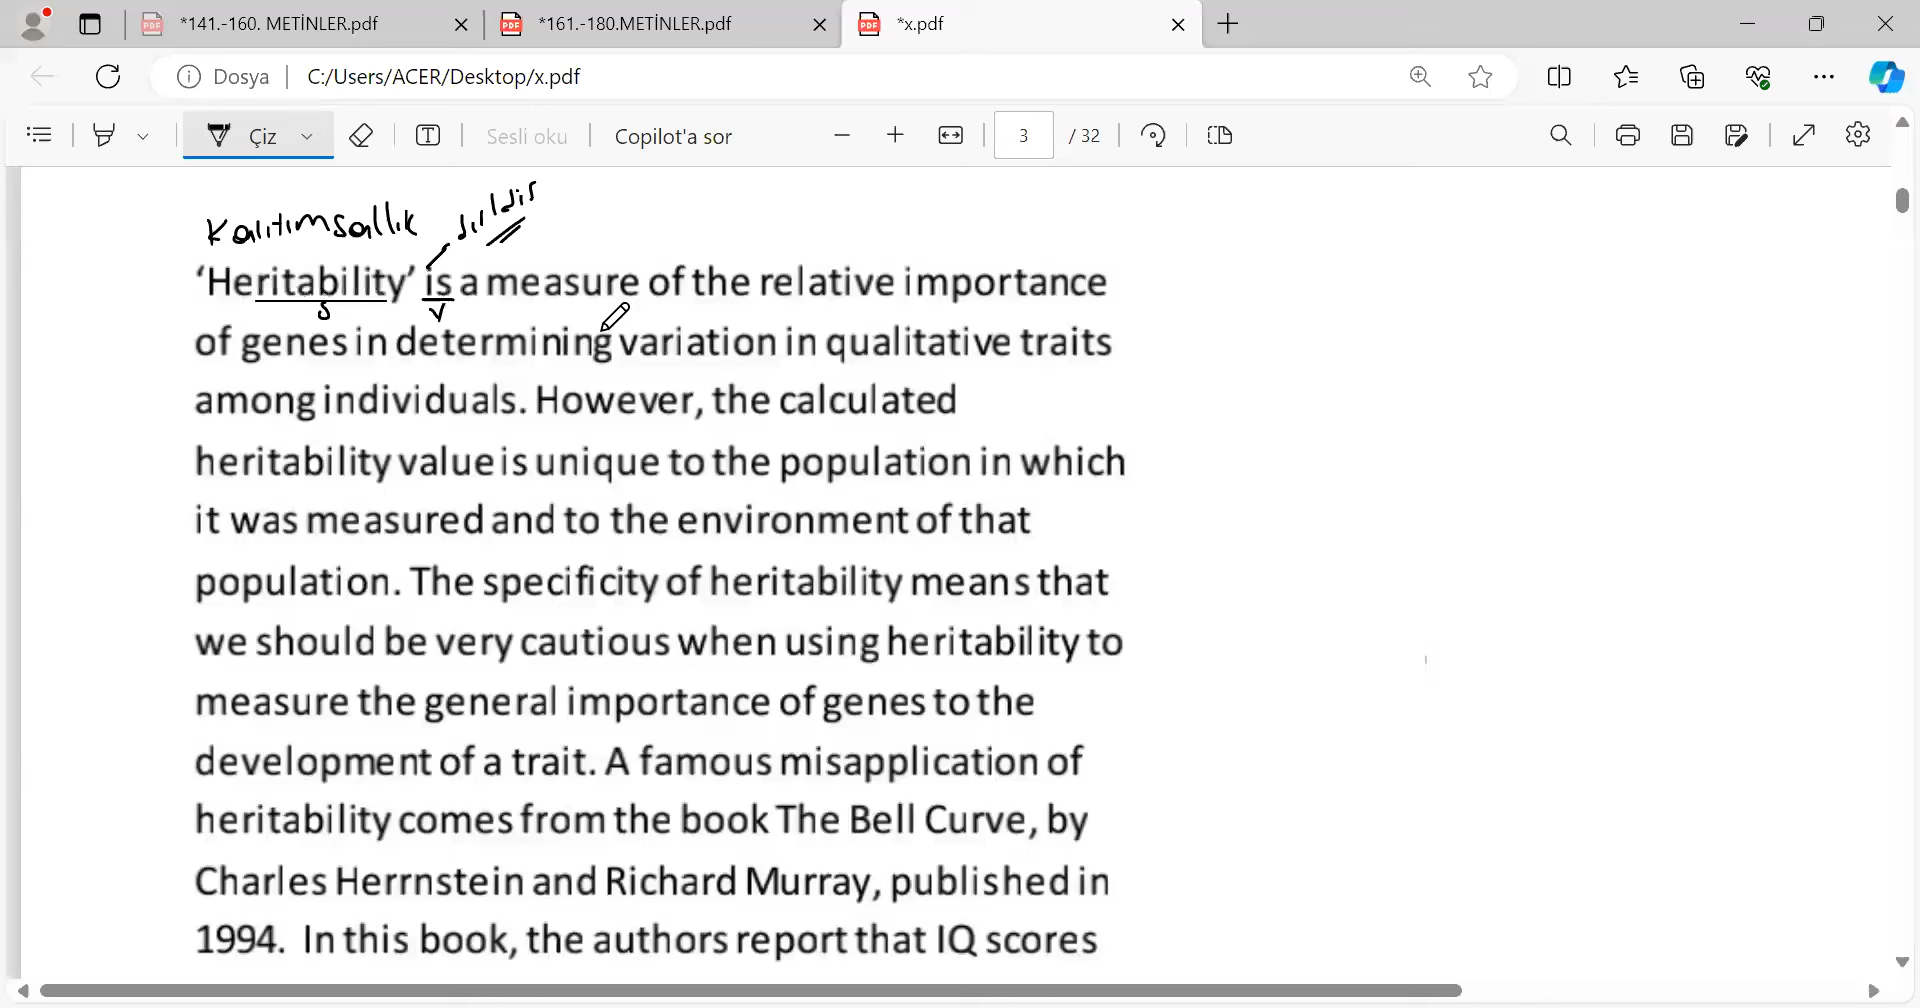 *141.-160. METİNLER.pdf
*161.-180.METİNLER.pdf
*x.pdf
Dosya
C:/Users/ACER/Desktop/x.pdf
Çiz
Sesli oku
Copilot'a sor
3
/ 32
Kalıtımsallık
'Heritability' is a measure of the relative importance
s
v
of genes in determining variation in qualitative traits
among individuals. However, the calculated
heritability value is unique to the population in which
it was measured and to the environment of that
population. The specificity of heritability means that
we should be very cautious when using heritability to
measure the general importance of genes to the
development of a trait. A famous misapplication of
heritability comes from the book The Bell Curve, by
Charles Herrnstein and Richard Murray, published in
1994. In this book, the authors report that IQ scores